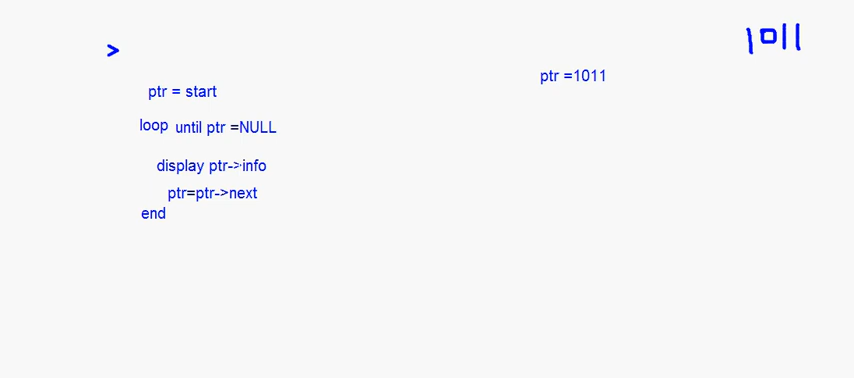 1011
>
ptr =1011
ptr = start
loop until ptr =NULL
display ptr->info
ptr=ptr->next
end